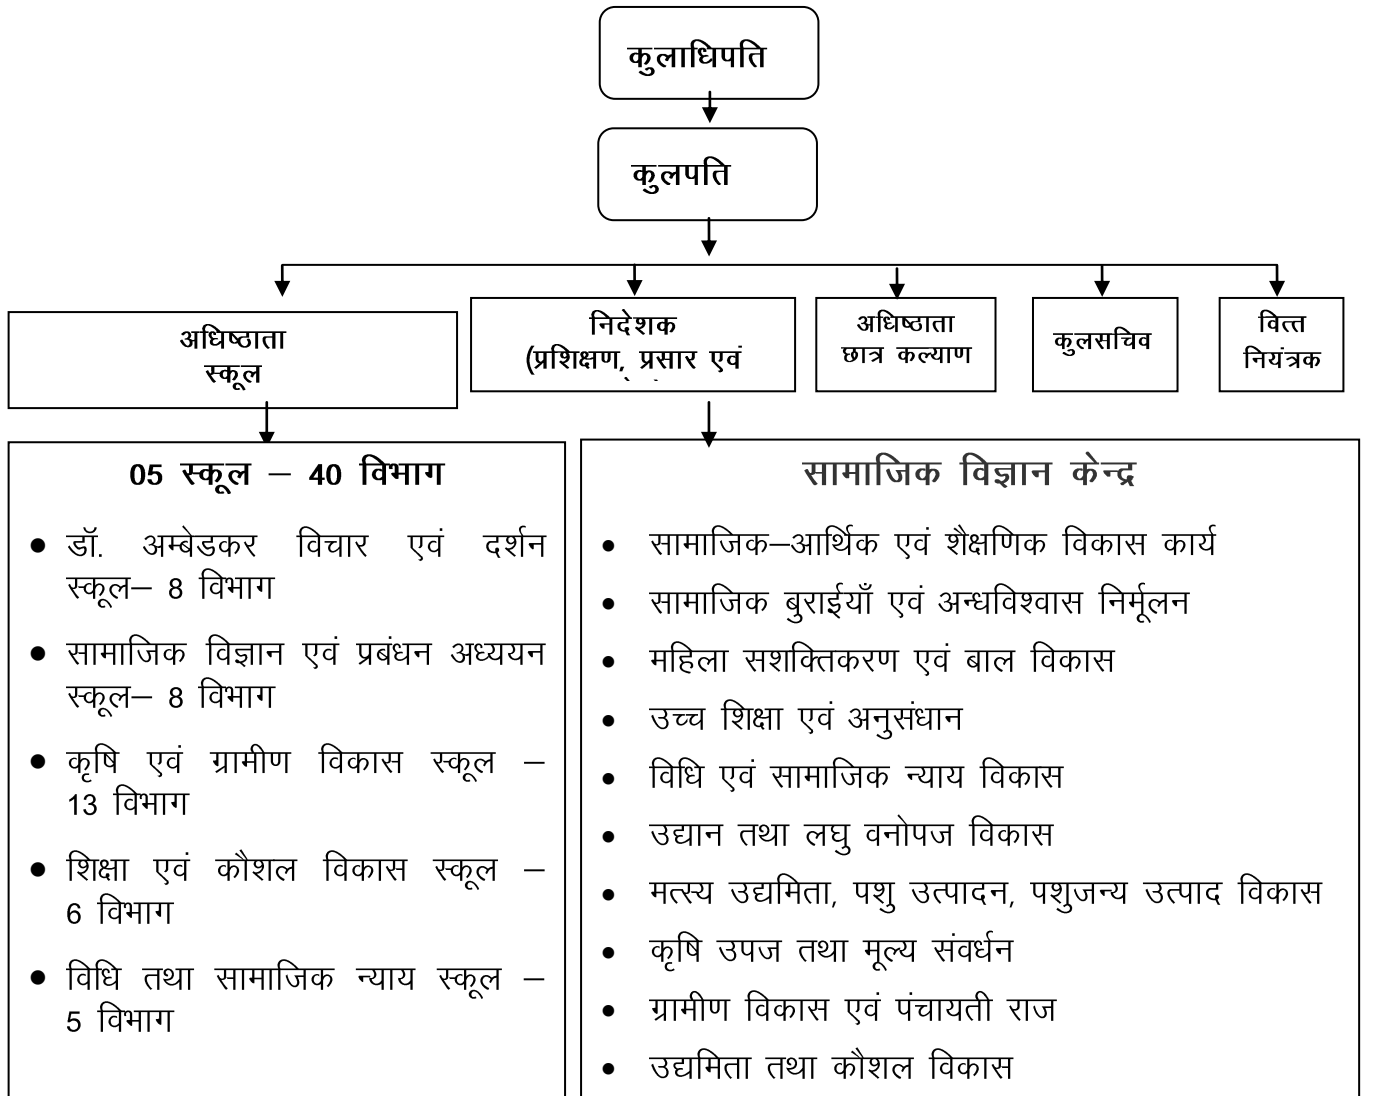 कुलाधिपति
कुलपति
अधिष्ठाता
स्कूल
निदेशक
(प्रशिक्षण, प्रसार एवं
अधिष्ठाता
छात्र कल्याण
कुलसचिव
वित्त
नियंत्रक
05 स्कूल – 40 विभाग
• डॉ. अम्बेडकर विचार एवं दर्शन
स्कूल– 8 विभाग
• सामाजिक विज्ञान एवं प्रबंधन अध्ययन
स्कूल– 8 विभाग
• कृषि एवं ग्रामीण विकास स्कूल –
13 विभाग
• शिक्षा एवं कौशल विकास स्कूल –
6 विभाग
• विधि तथा सामाजिक न्याय स्कूल –
5 विभाग
सामाजिक विज्ञान केन्द्र
• सामाजिक–आर्थिक एवं शैक्षणिक विकास कार्य
• सामाजिक बुराईयाँ एवं अन्धविश्वास निर्मूलन
• महिला सशक्तिकरण एवं बाल विकास
• उच्च शिक्षा एवं अनुसंधान
• विधि एवं सामाजिक न्याय विकास
• उद्यान तथा लघु वनोपज विकास
• मत्स्य उद्यमिता, पशु उत्पादन, पशुजन्य उत्पाद विकास
• कृषि उपज तथा मूल्य संवर्धन
• ग्रामीण विकास एवं पंचायती राज
• उद्यमिता तथा कौशल विकास